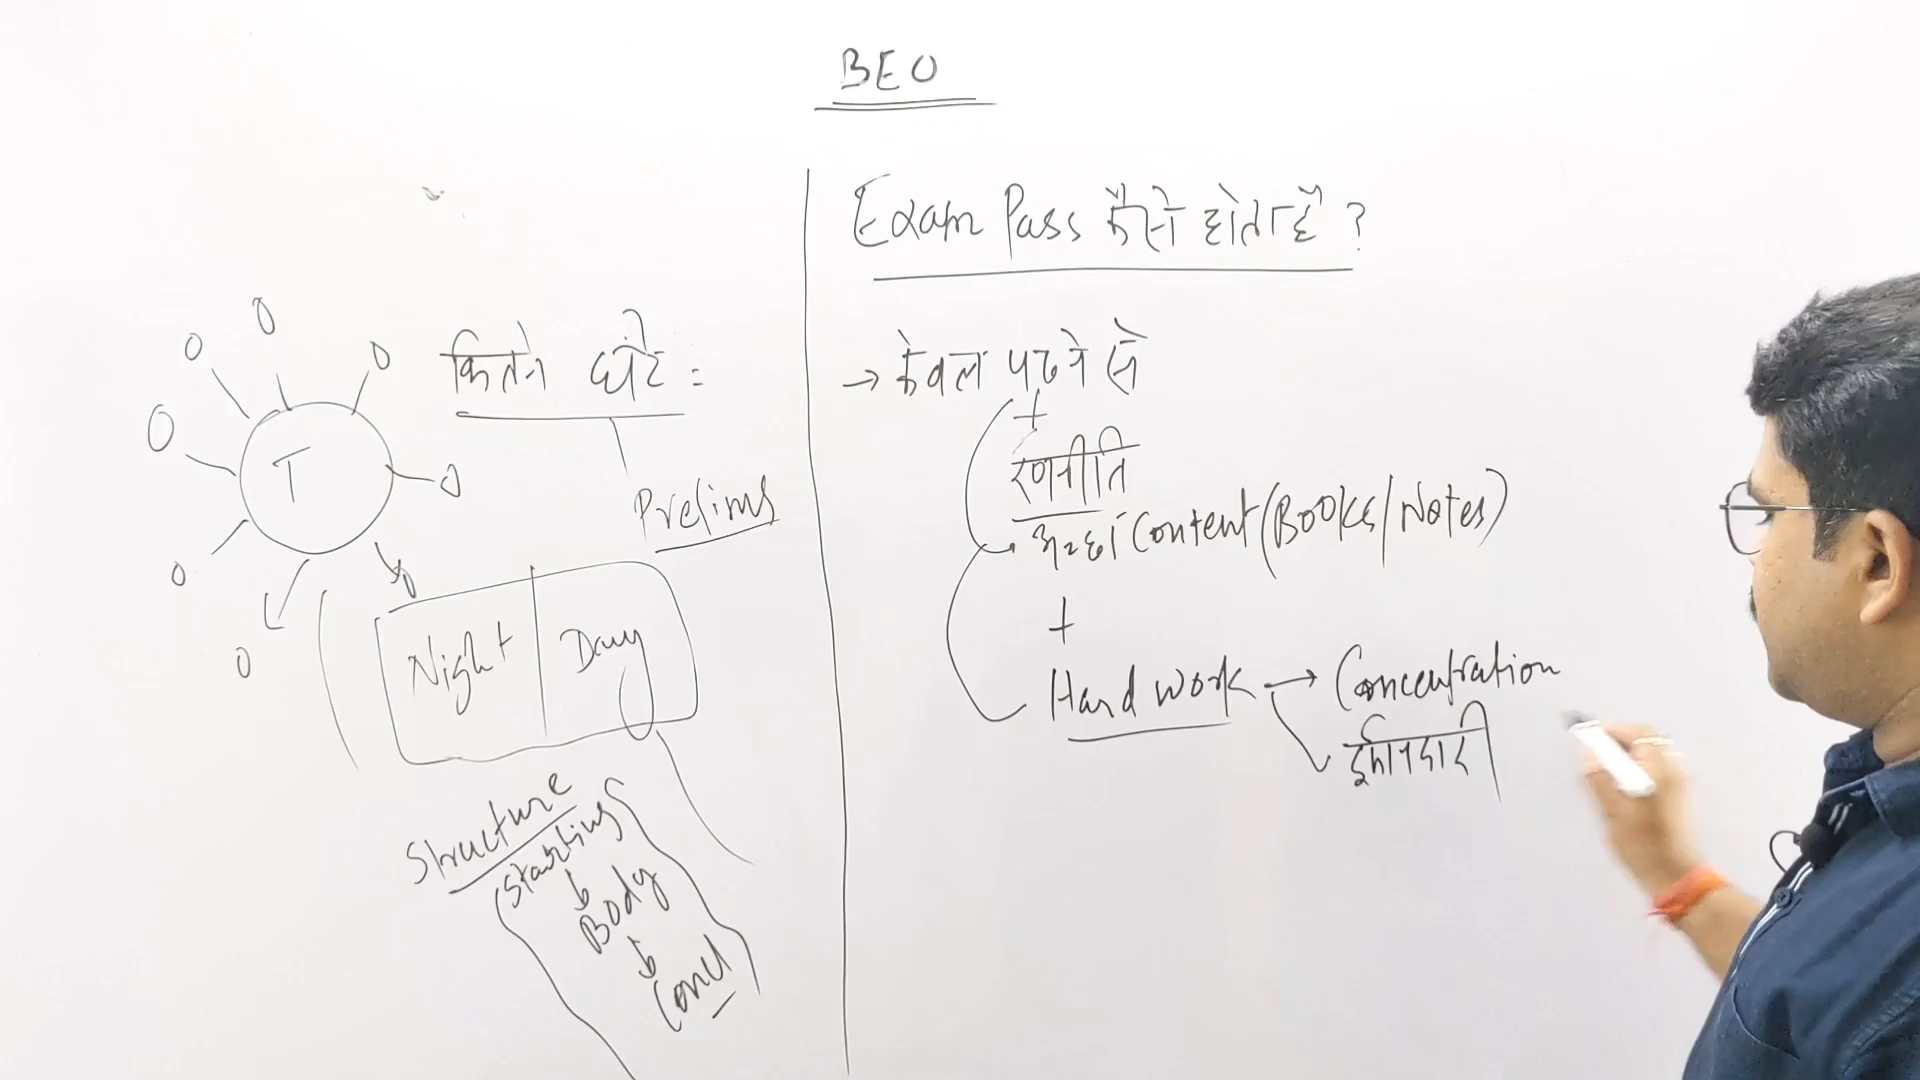 BEO
Exam Pass कैसे होता है ?
→ केवल पढने से
+
रणनीति
अच्छा Content (Books/Notes)
+
Hard work → Concentration
ईमानदारी
कितने घंटे :
Prelims
T
Night | Day
Structure
Starting
Body
Concl